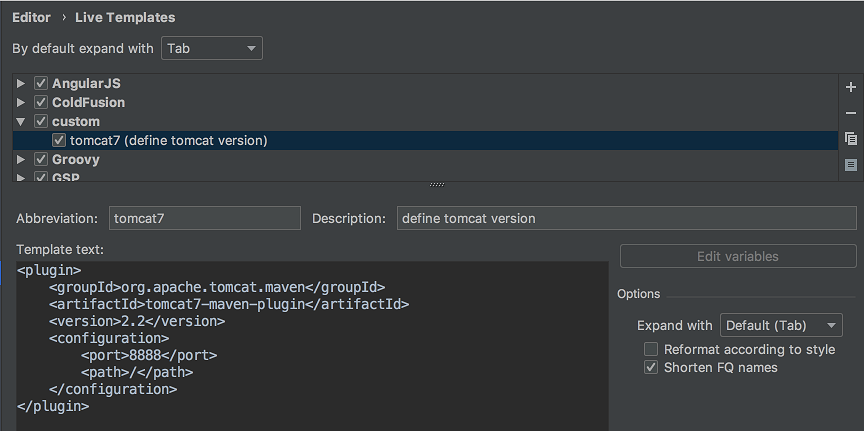 Editor › Live Templates
By default expand with Tab
AngularJS
ColdFusion
custom
tomcat7 (define tomcat version)
Groovy
GSP
Abbreviation: tomcat7 Description: define tomcat version
Template text:
Edit variables
<plugin>
    <groupId>org.apache.tomcat.maven</groupId>
    <artifactId>tomcat7-maven-plugin</artifactId>
    <version>2.2</version>
    <configuration>
        <port>8888</port>
        <path>/</path>
    </configuration>
</plugin>
Options
Expand with Default (Tab)
Reformat according to style
Shorten FQ names